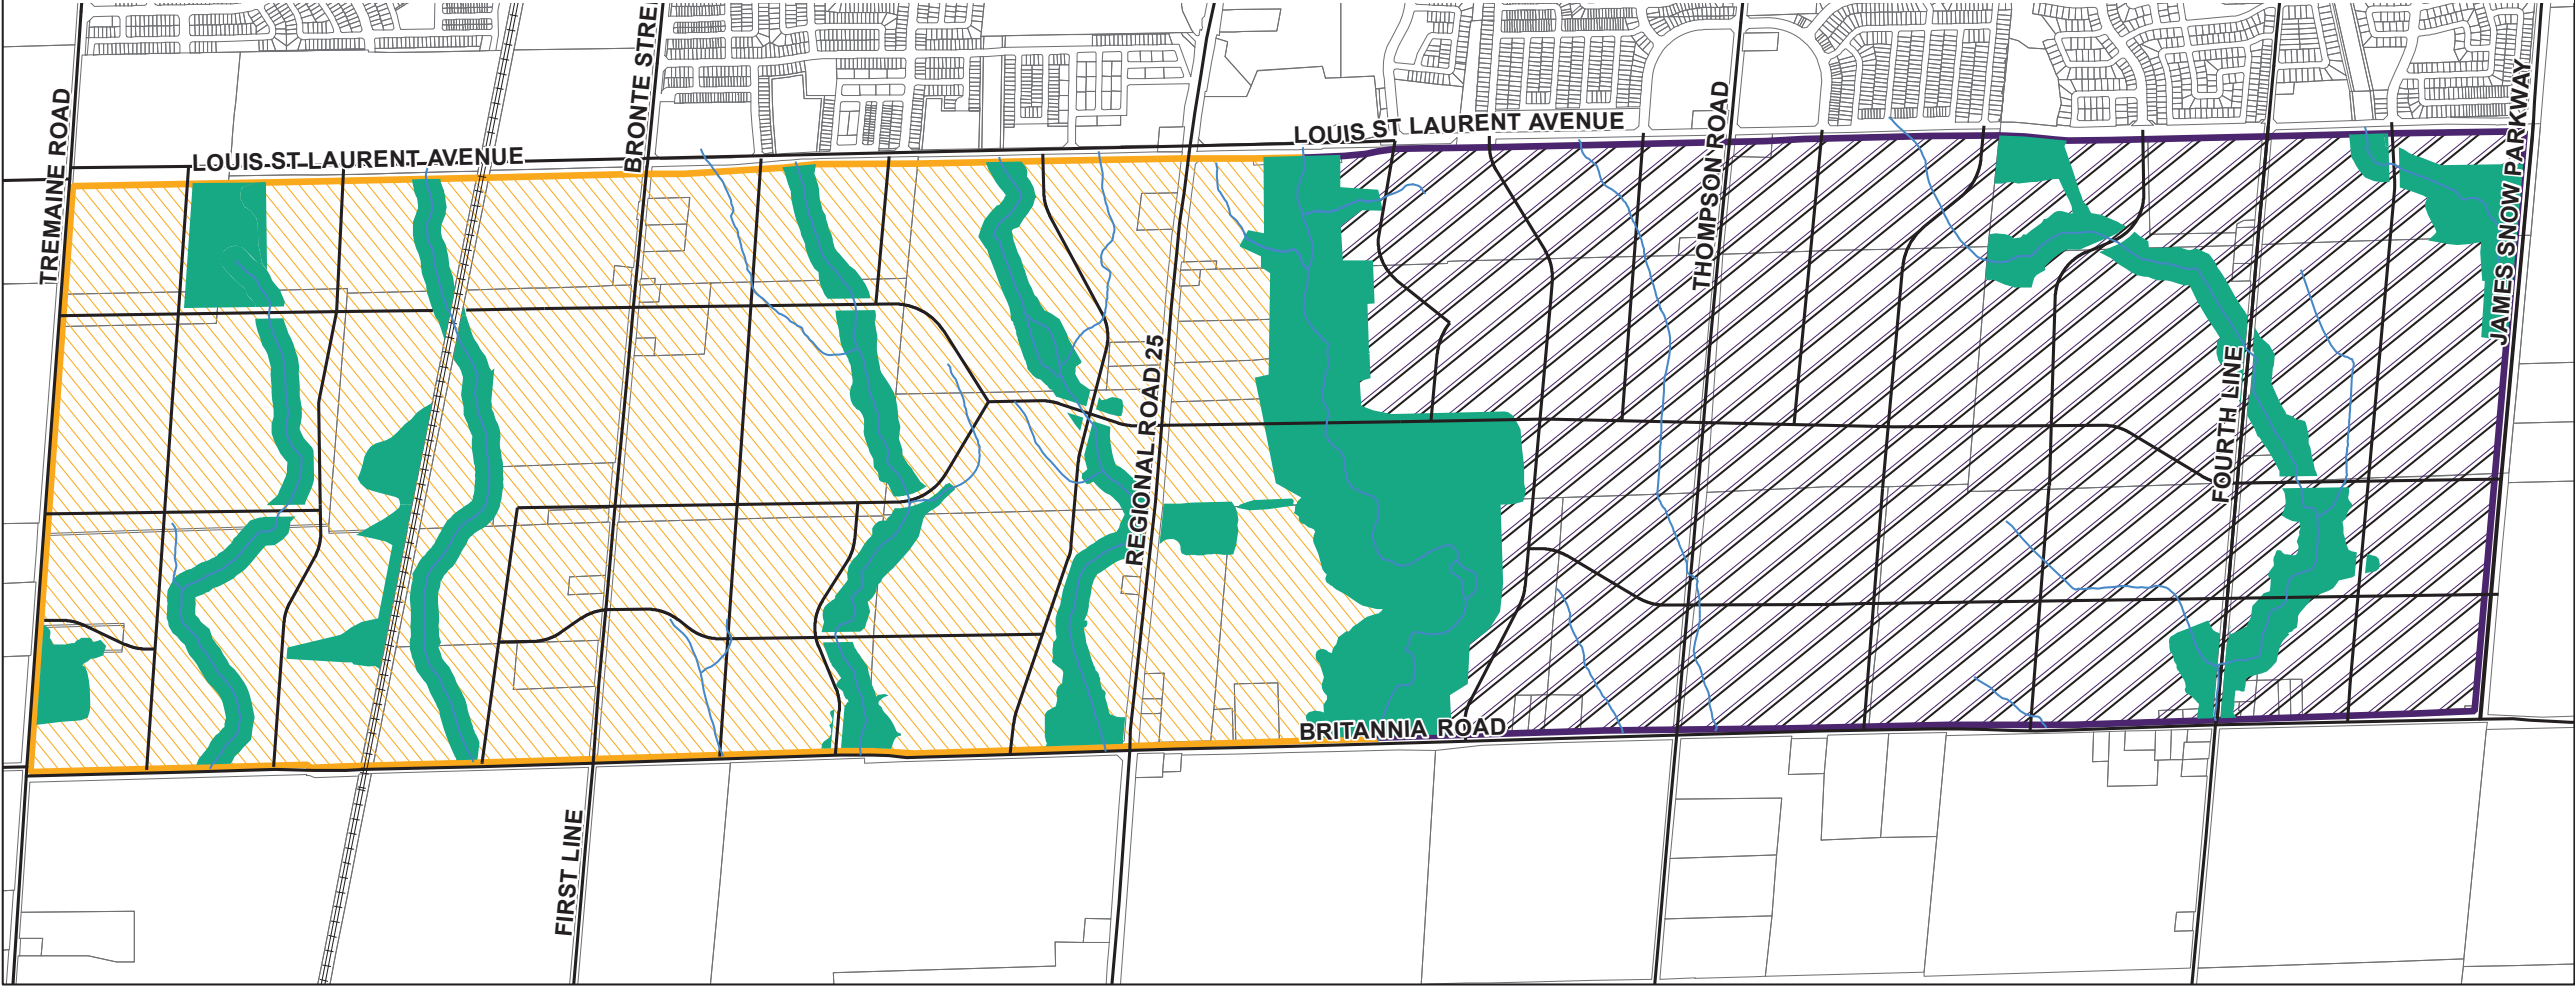 BRONTE STRE
JAMES SNOW PARKWAY
THOMPSON ROAD
TREMAINE ROAD
LOUIS ST LAURENT AVENUE
LOUIS ST LAURENT AVENUE
REGIONAL ROAD 25
FOURTH LINE
BRITANNIA ROAD
FIRST LINE